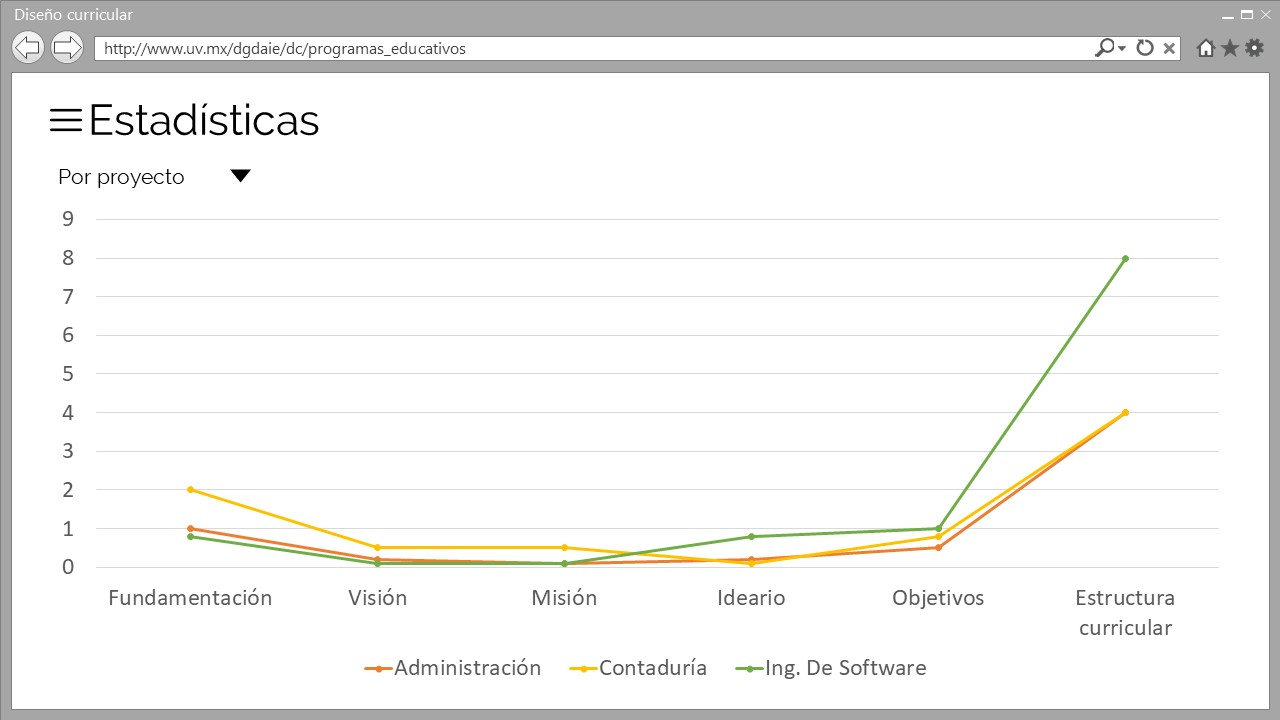 Diseño curricular
http://www.uv.mx/dgdaie/dc/programas_educativos
Estadísticas
Por proyecto
9
8
7
6
5
4
3
2
1
0
Fundamentación Visión Misión Ideario Objetivos Estructura curricular
Administración Contaduría Ing. De Software